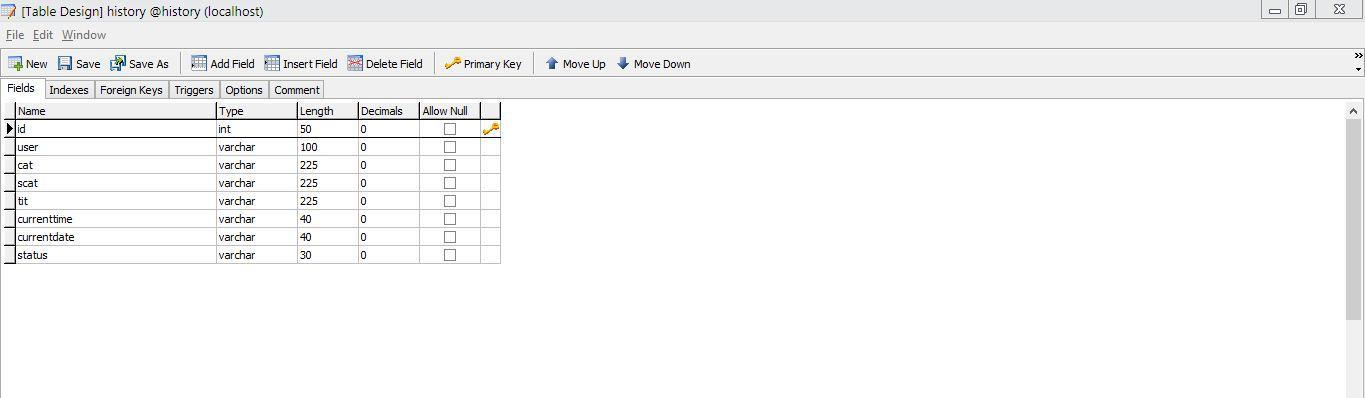 [Table Design] history @history (localhost)
File Edit Window
New Save Save As Add Field Insert Field Delete Field Primary Key Move Up Move Down
Fields Indexes Foreign Keys Triggers Options Comment
Name Type Length Decimals Allow Null
id int 50 0
user varchar 100 0
cat varchar 225 0
scat varchar 225 0
tit varchar 225 0
currenttime varchar 40 0
currentdate varchar 40 0
status varchar 30 0